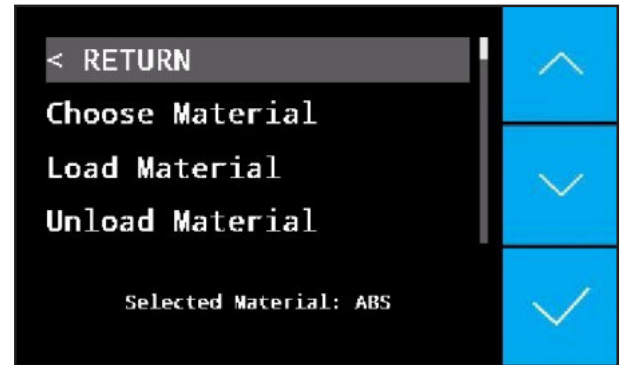 < RETURN
Choose Material
Load Material
Unload Material
Selected Material: ABS